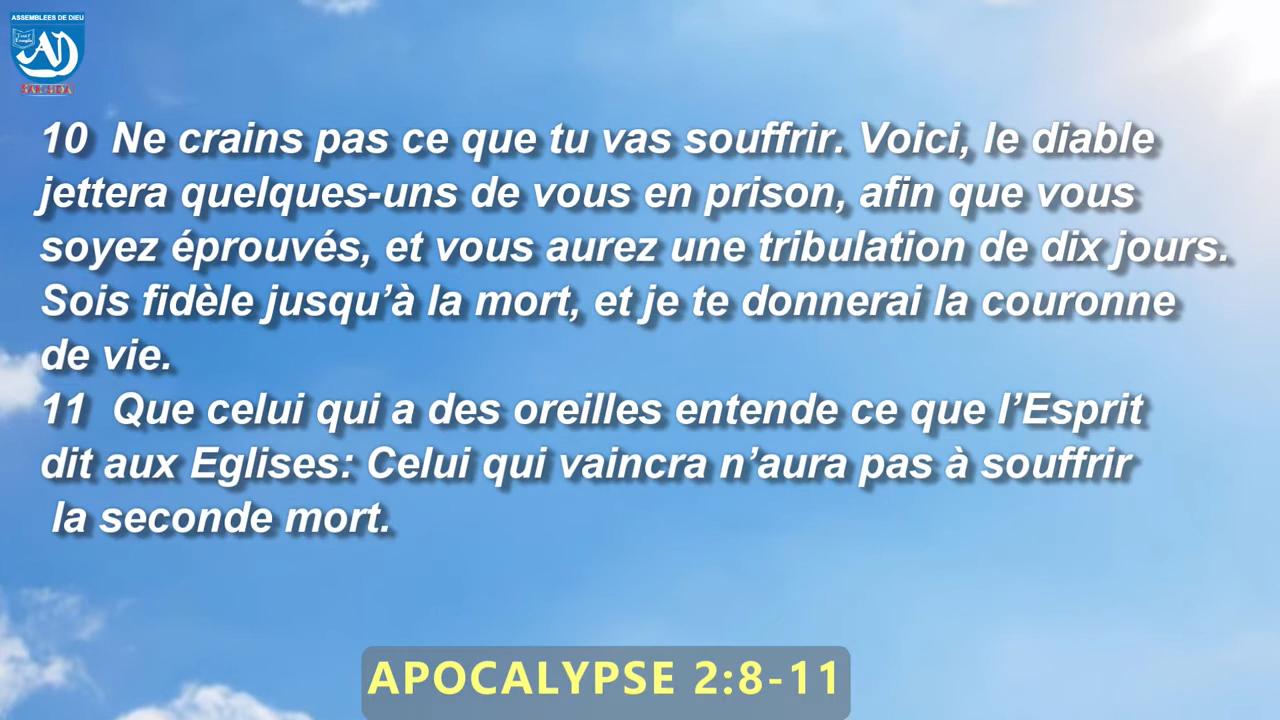 ASSEMBLEES DE DIEU
AD
10  Ne crains pas ce que tu vas souffrir. Voici, le diable
jettera quelques-uns de vous en prison, afin que vous
soyez éprouvés, et vous aurez une tribulation de dix jours.
Sois fidèle jusqu’à la mort, et je te donnerai la couronne
de vie.
11  Que celui qui a des oreilles entende ce que l’Esprit
dit aux Eglises: Celui qui vaincra n’aura pas à souffrir
la seconde mort.
APOCALYPSE 2:8-11